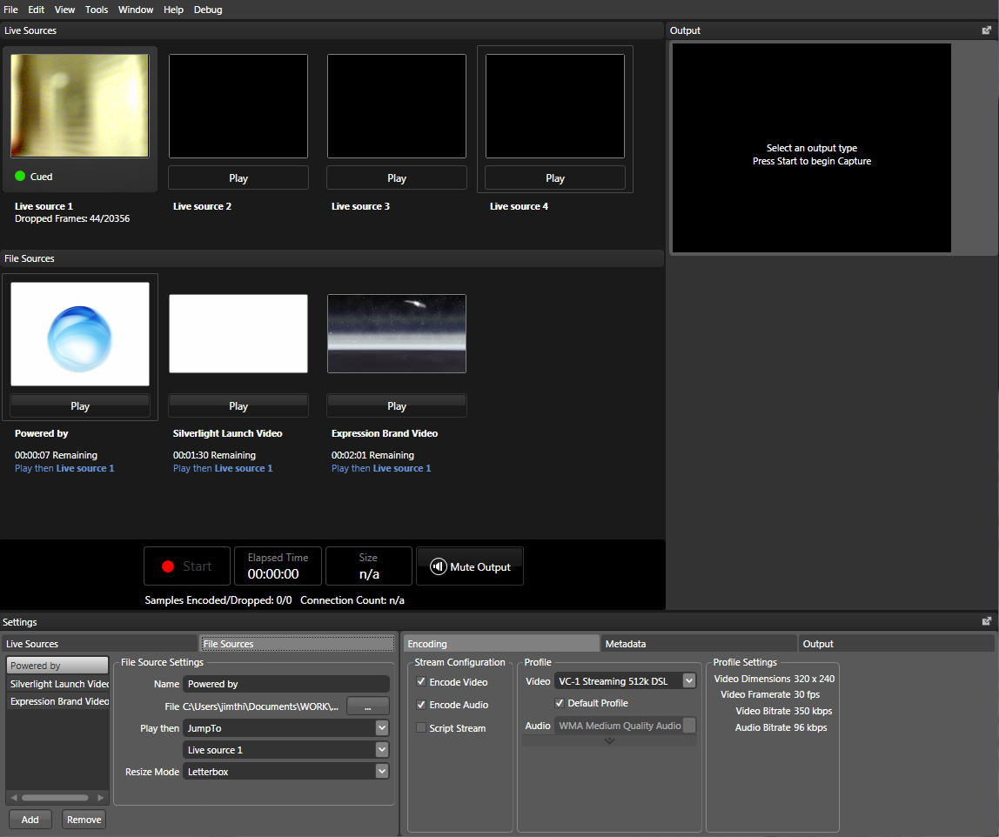 File Edit View Tools Window Help Debug
Live Sources
Output
Cued
Play
Play
Play
Live source 1
Dropped Frames: 44/20356
Live source 2
Live source 3
Live source 4
Select an output type
Press Start to begin Capture
File Sources
Play
Play
Play
Powered by
00:00:07 Remaining
Play then Live source 1
Silverlight Launch Video
00:01:30 Remaining
Play then Live source 1
Expression Brand Video
00:02:01 Remaining
Play then Live source 1
Start
Elapsed Time
00:00:00
Size
n/a
Mute Output
Samples Encoded/Dropped: 0/0 Connection Count: n/a
Settings
Live Sources
File Sources
Powered by
Silverlight Launch Videc
Expression Brand Video
Add
Remove
File Source Settings
Name Powered by
File C:\Users\jimthi\Documents\WORK\... ...
Play then JumpTo
Live source 1
Resize Mode Letterbox
Encoding
Metadata
Output
Stream Configuration
Encode Video
Encode Audio
Script Stream
Profile
Video VC-1 Streaming 512k DSL
Default Profile
Audio WMA Medium Quality Audio
Profile Settings
Video Dimensions 320 x 240
Video Framerate 30 fps
Video Bitrate 350 kbps
Audio Bitrate 96 kbps